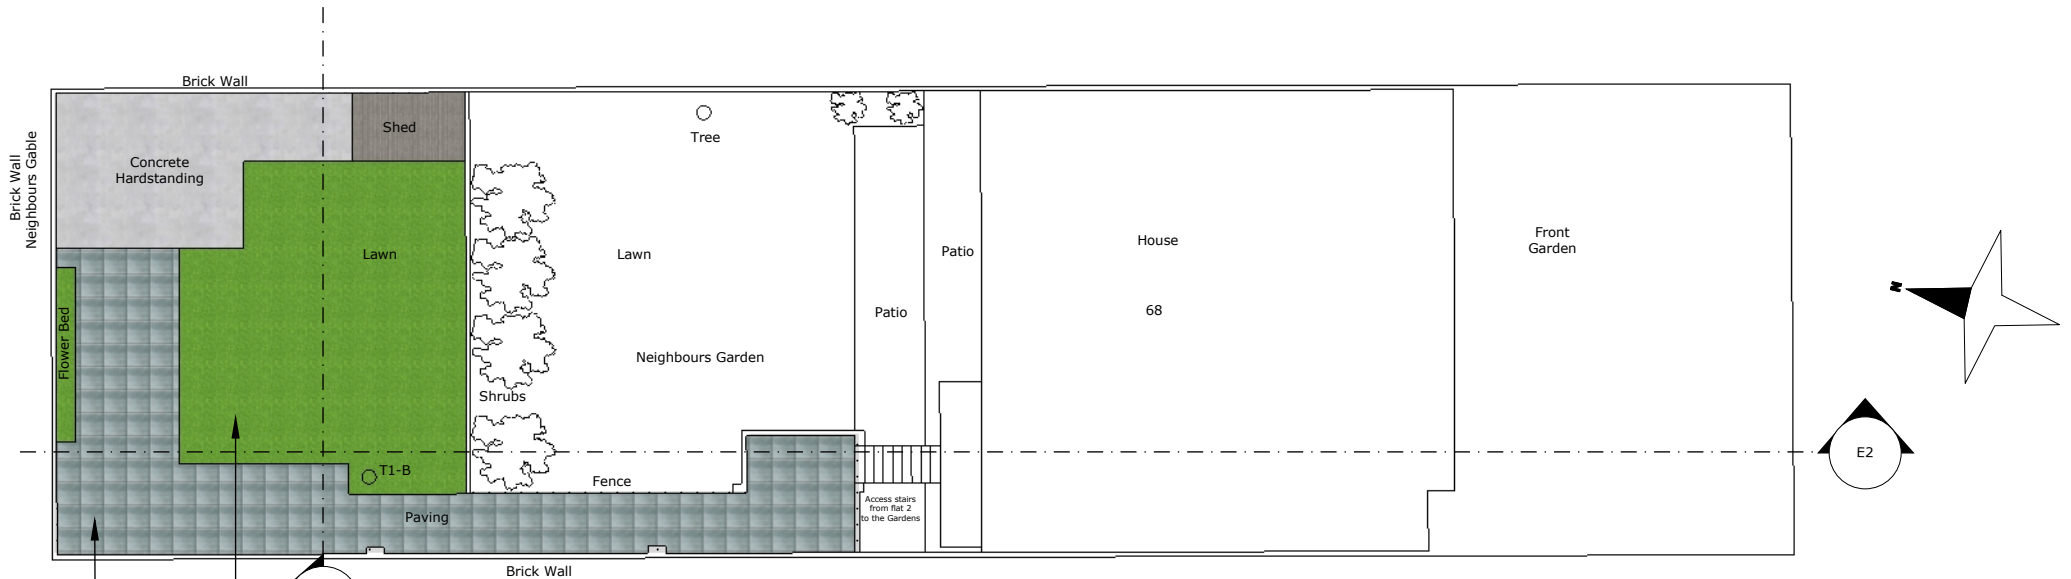 Brick Wall
Brick Wall
Neighbours Gable
Concrete
Hardstanding
Shed
Tree
Lawn
Lawn
Patio
Patio
House
68
Front
Garden
N
Flower Bed
Neighbours Garden
Shrubs
T1-B
Fence
Paving
Access stairs
from flat 2
to the Gardens
E2
Brick Wall